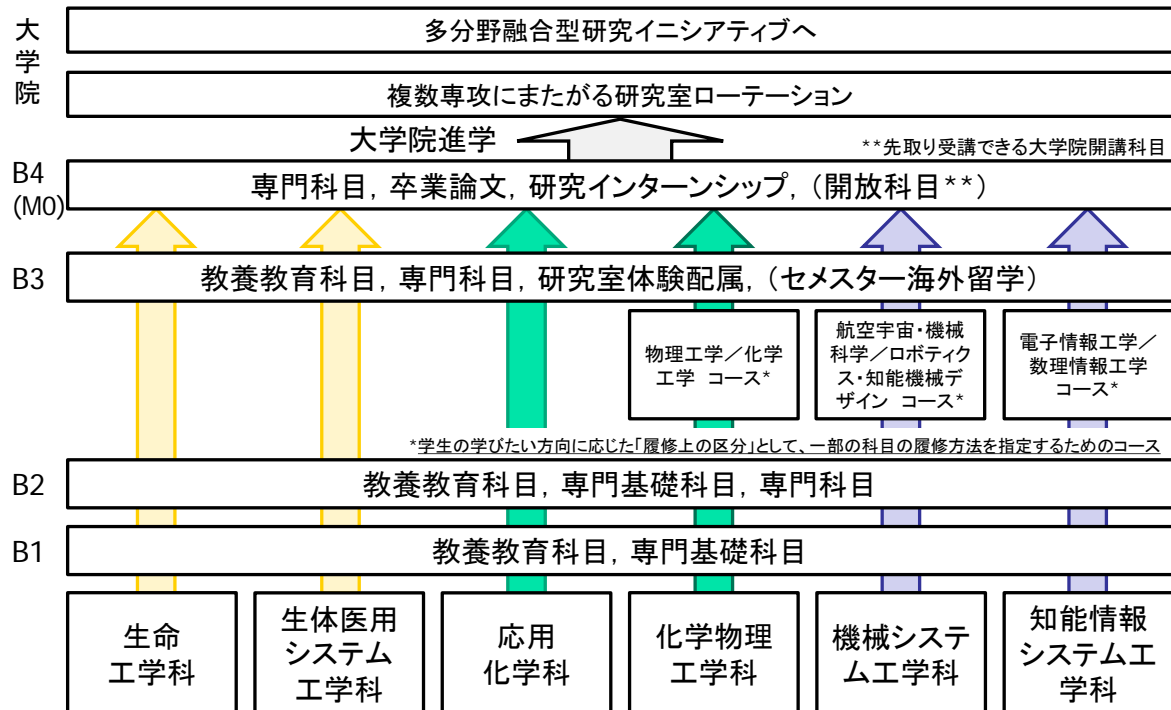 大
学
院
多分野融合型研究イニシアティブへ
複数専攻にまたがる研究室ローテーション
大学院進学
**先取り受講できる大学院開講科目
B4
(M0)
専門科目，卒業論文，研究インターンシップ，（開放科目**）
B3
教養教育科目，専門科目，研究室体験配属，（セメスター海外留学）
物理工学／化学
工学 コース*
航空宇宙・機械
科学／ロボティク
ス・知能機械デ
ザイン コース*
電子情報工学／
数理情報工学
コース*
*学生の学びたい方向に応じた「履修上の区分」として、一部の科目の履修方法を指定するためのコース
B2
教養教育科目，専門基礎科目，専門科目
B1
教養教育科目，専門基礎科目
生命
工学科
生体医用
システム
工学科
応用
化学科
化学物理
工学科
機械システ
ム工学科
知能情報
システム工
学科